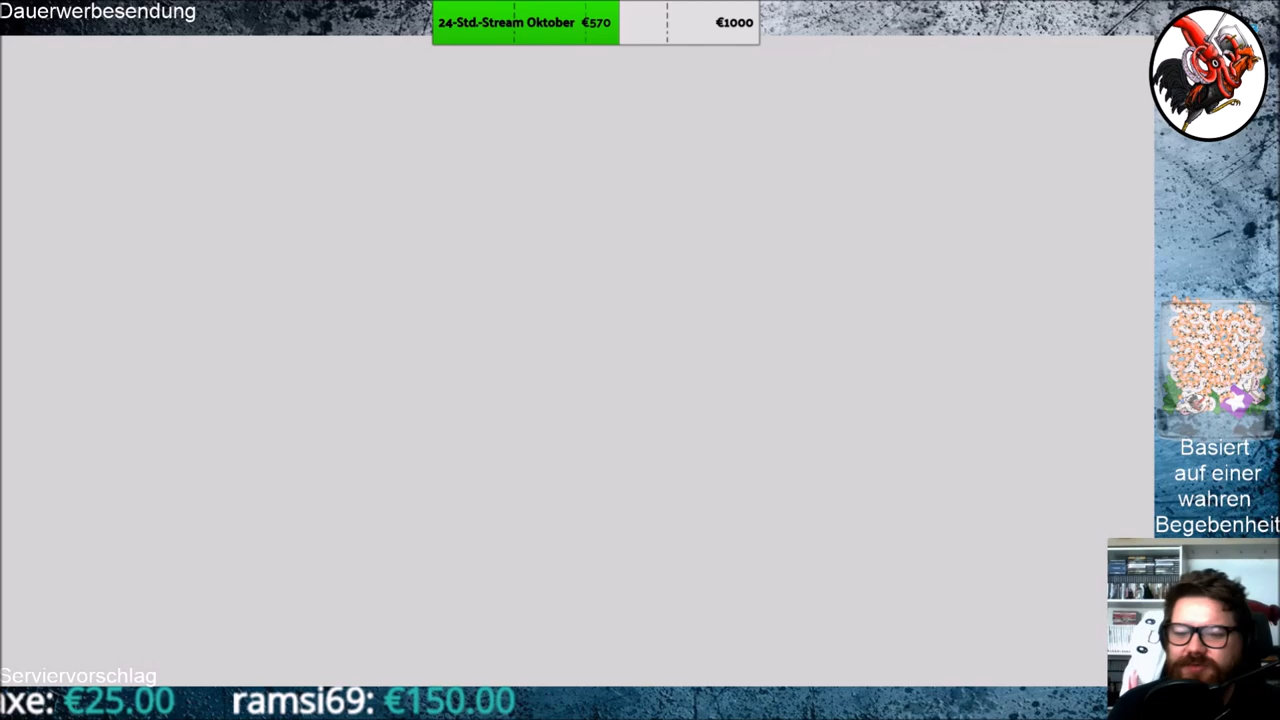 Dauerwerbesendung
24-Std.-Stream Oktober €570 €1000
Basiert
auf einer
wahren
Begebenheit
Serviervorschlag
xe: €25.00 ramsi69: €150.00